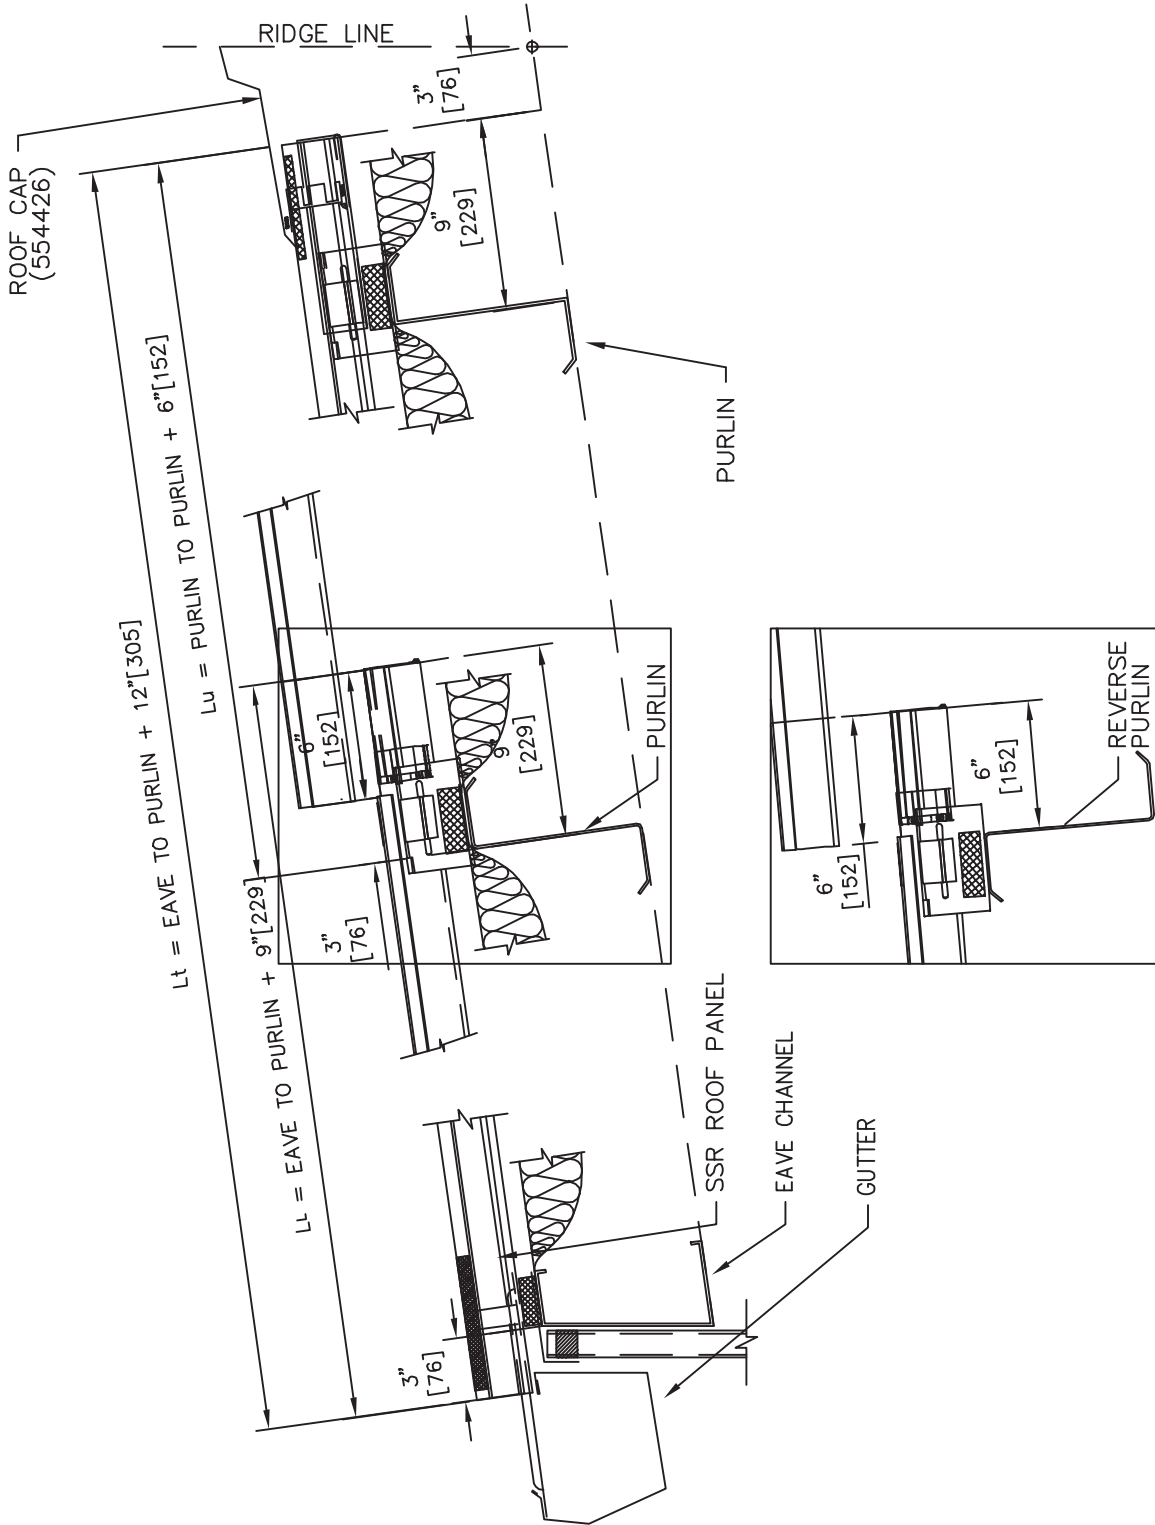 RIDGE LINE
ROOF CAP
(554426)
3"
[76]
9"
[229]
Lt = EAVE TO PURLIN + 12"[305]
Lu = PURLIN TO PURLIN + 6"[152]
PURLIN
6"
[152]
9"
[229]
PURLIN
3"
[76]
LL = EAVE TO PURLIN + 9"[229]
6"
[152]
6"
[152]
REVERSE
PURLIN
3"
[76]
SSR ROOF PANEL
EAVE CHANNEL
GUTTER